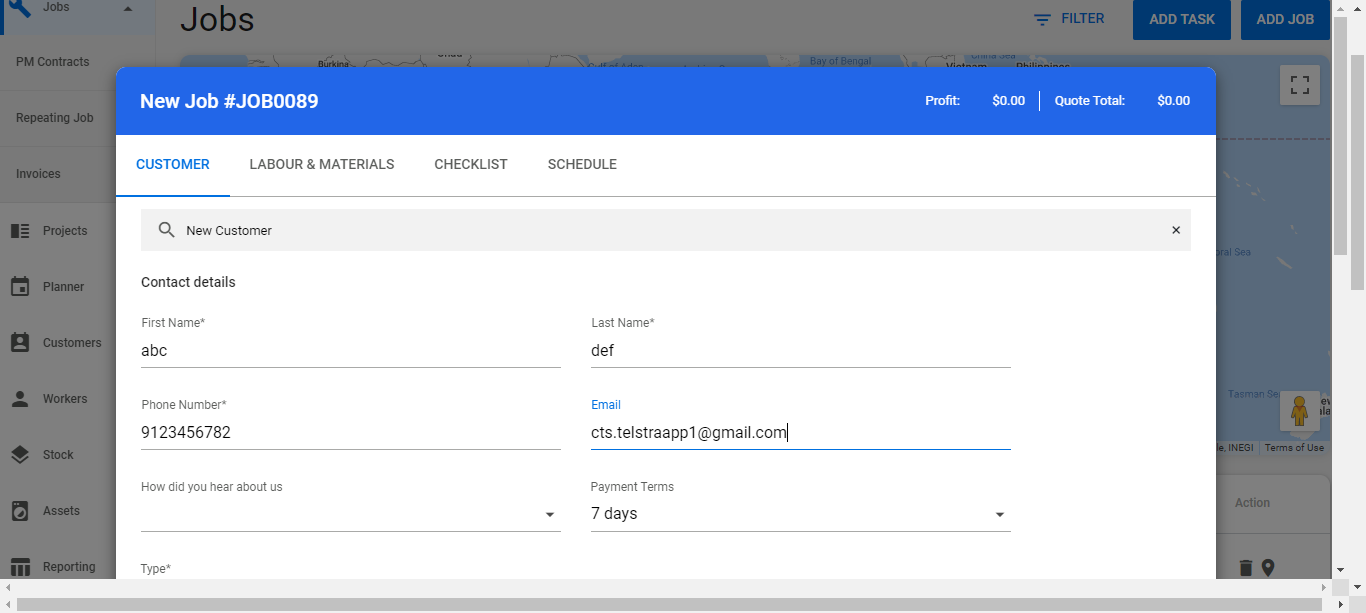 Jobs
Jobs
FILTER
ADD TASK
ADD JOB
PM Contracts
Repeating Job
Invoices
Projects
Planner
Customers
Workers
Stock
Assets
Reporting
Burkina
Bay of Bengal
New Job #JOB0089
Profit: $0.00
Quote Total: $0.00
CUSTOMER
LABOUR & MATERIALS
CHECKLIST
SCHEDULE
New Customer
×
Contact details
First Name*
Last Name*
abc
def
Phone Number*
Email
9123456782
cts.telstraapp1@gmail.com
How did you hear about us
Payment Terms
7 days
Type*
Sea
Tasman
INEGI
Terms of Use
Action